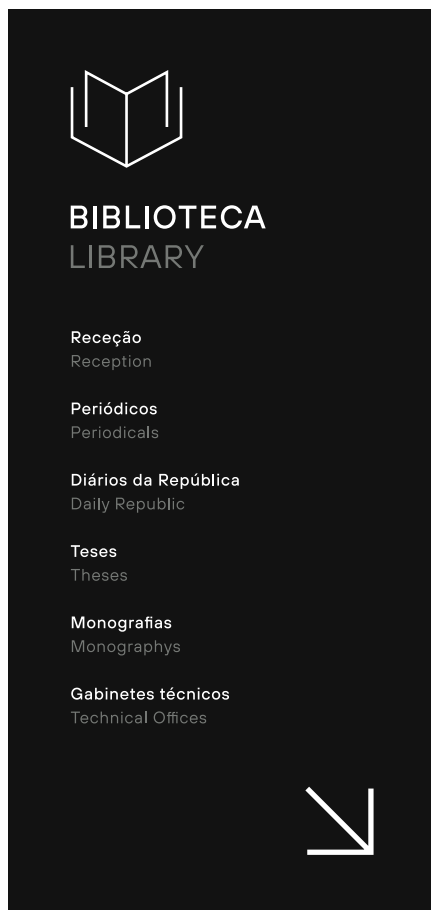 BIBLIOTECA
LIBRARY
Receção
Reception
Periódicos
Periodicals
Diários da República
Daily Republic
Teses
Theses
Monografias
Monographys
Gabinetes técnicos
Technical Offices